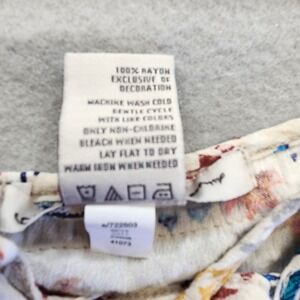 100% RAYON
EXCLUSIVE OF
DECORATION
MACHINE WASH COLD
GENTLE CYCLE
WITH LIKE COLORS
ONLY NON-CHLORINE
BLEACH WHEN NEEDED
LAY FLAT TO DRY
WARM IRON WHEN NEEDED
41073